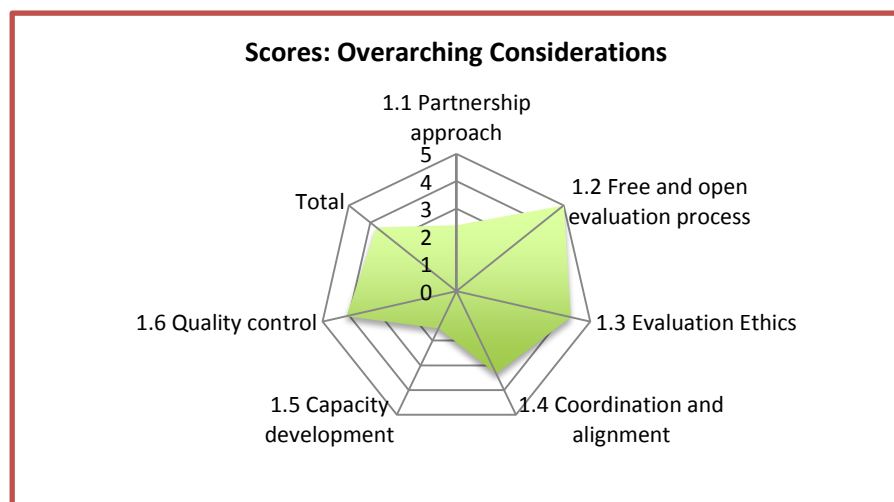 Scores: Overarching Considerations
1.1 Partnership
approach
5
4
3
2
1
0
1.2 Free and open
evaluation process
1.3 Evaluation Ethics
1.4 Coordination and
alignment
1.5 Capacity
development
1.6 Quality control
Total